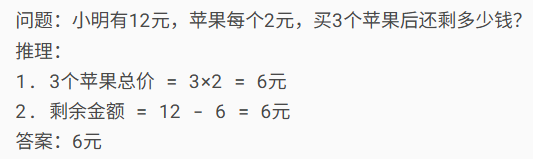 问题：小明有12元，苹果每个2元，买3个苹果后还剩多少钱？
推理：
1. 3个苹果总价 = 3×2 = 6元
2. 剩余金额 = 12 - 6 = 6元
答案：6元